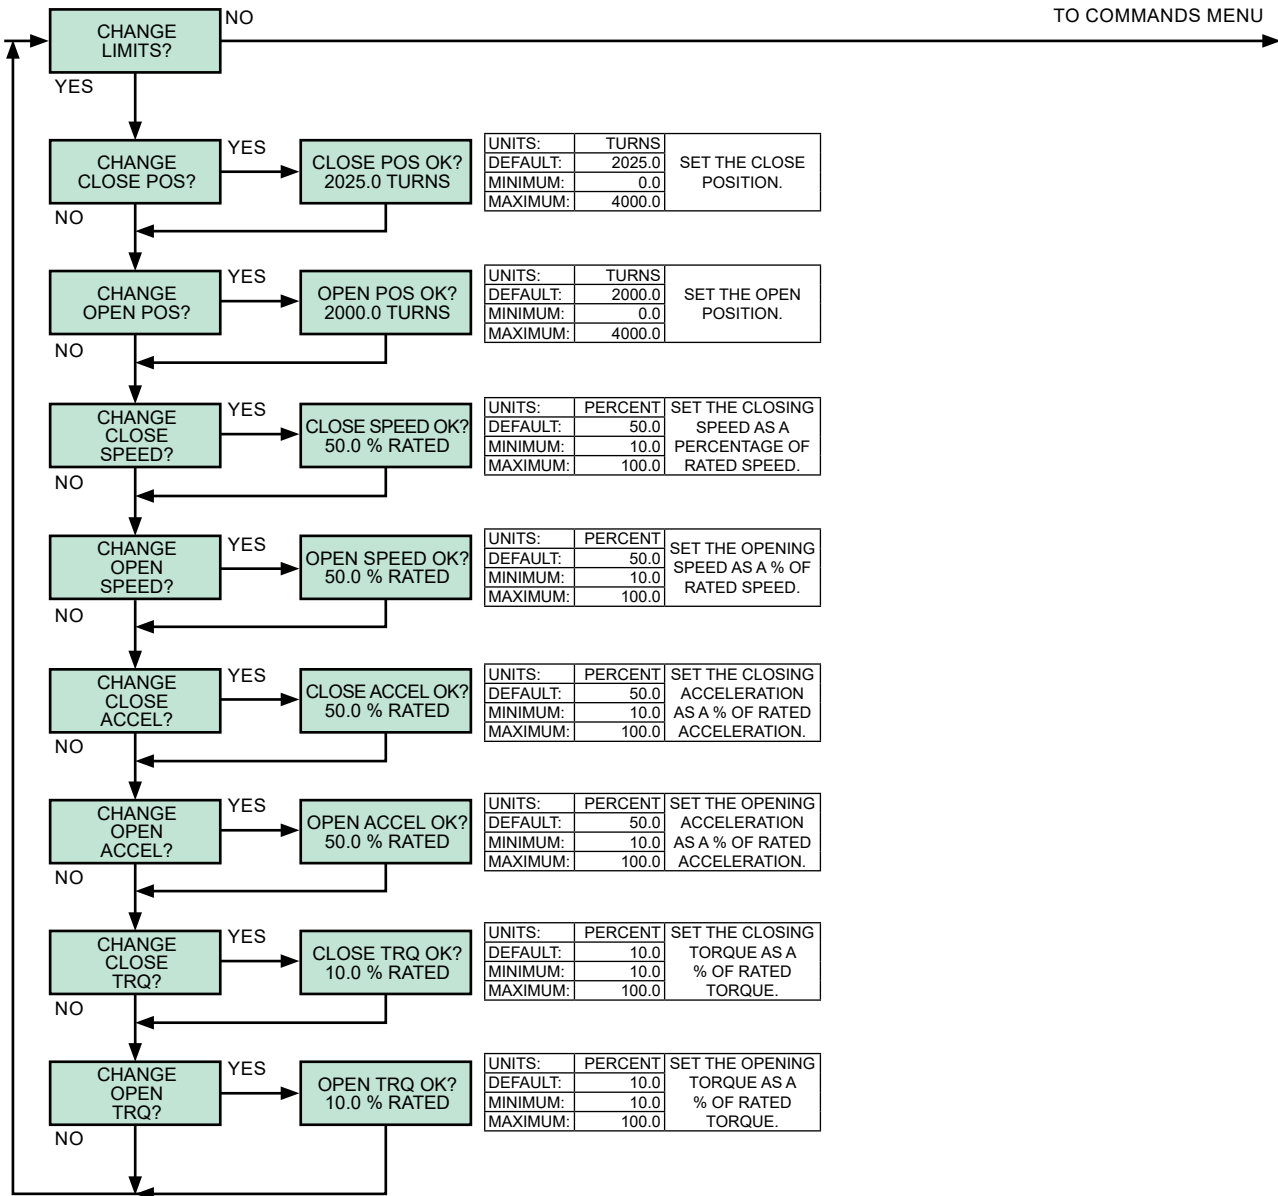 NO
TO COMMANDS MENU
CHANGE
LIMITS?
YES
CHANGE
CLOSE POS?
YES
CLOSE POS OK?
2025.0 TURNS
UNITS: TURNS
DEFAULT: 2025.0
MINIMUM: 0.0
MAXIMUM: 4000.0
SET THE CLOSE
POSITION.
NO
CHANGE
OPEN POS?
YES
OPEN POS OK?
2000.0 TURNS
UNITS: TURNS
DEFAULT: 2000.0
MINIMUM: 0.0
MAXIMUM: 4000.0
SET THE OPEN
POSITION.
NO
CHANGE
CLOSE
SPEED?
YES
CLOSE SPEED OK?
50.0 % RATED
UNITS: PERCENT
DEFAULT: 50.0
MINIMUM: 10.0
MAXIMUM: 100.0
SET THE CLOSING
SPEED AS A
PERCENTAGE OF
RATED SPEED.
NO
CHANGE
OPEN
SPEED?
YES
OPEN SPEED OK?
50.0 % RATED
UNITS: PERCENT
DEFAULT: 50.0
MINIMUM: 10.0
MAXIMUM: 100.0
SET THE OPENING
SPEED AS A % OF
RATED SPEED.
NO
CHANGE
CLOSE
ACCEL?
YES
CLOSE ACCEL OK?
50.0 % RATED
UNITS: PERCENT
DEFAULT: 50.0
MINIMUM: 10.0
MAXIMUM: 100.0
SET THE CLOSING
ACCELERATION
AS A % OF RATED
ACCELERATION.
NO
CHANGE
OPEN
ACCEL?
YES
OPEN ACCEL OK?
50.0 % RATED
UNITS: PERCENT
DEFAULT: 50.0
MINIMUM: 10.0
MAXIMUM: 100.0
SET THE OPENING
ACCELERATION
AS A % OF RATED
ACCELERATION.
NO
CHANGE
CLOSE
TRQ?
YES
CLOSE TRQ OK?
10.0 % RATED
UNITS: PERCENT
DEFAULT: 10.0
MINIMUM: 10.0
MAXIMUM: 100.0
SET THE CLOSING
TORQUE AS A
% OF RATED
TORQUE.
NO
CHANGE
OPEN
TRQ?
YES
OPEN TRQ OK?
10.0 % RATED
UNITS: PERCENT
DEFAULT: 10.0
MINIMUM: 10.0
MAXIMUM: 100.0
SET THE OPENING
TORQUE AS A
% OF RATED
TORQUE.
NO